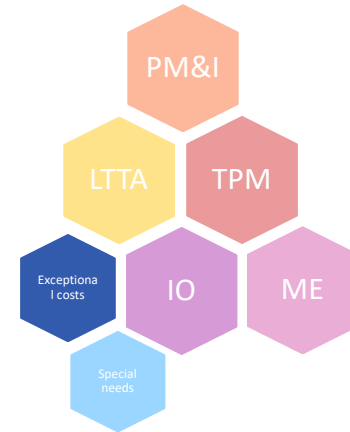 PM&I
LTTA
TPM
Exceptiona
l costs
IO
ME
Special
needs